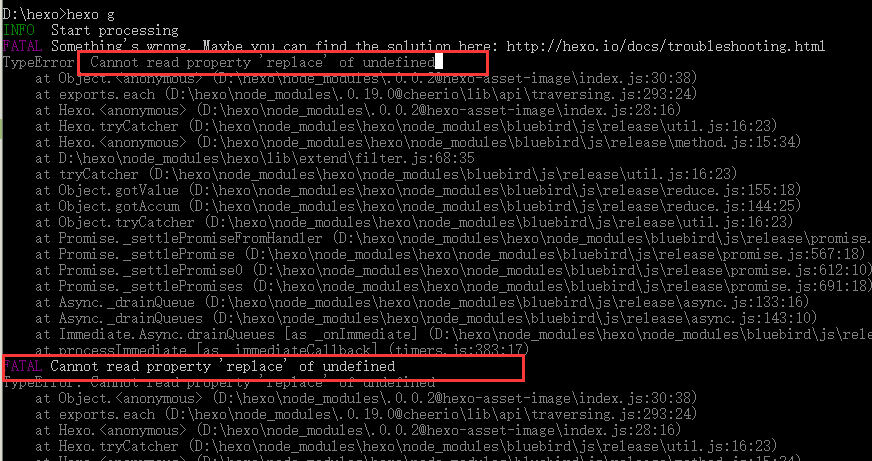 D:\hexo>hexo g
INFO  Start processing
FATAL Something's wrong. Maybe you can find the solution here: http://hexo.io/docs/troubleshooting.html
TypeError: Cannot read property 'replace' of undefined
at Object.<anonymous> (D:\hexo\node_modules\.0.0.2@hexo-asset-image\index.js:30:38)
at exports.each (D:\hexo\node_modules\.0.19.0@cheerio\lib\api\traversing.js:293:24)
at Hexo.<anonymous> (D:\hexo\node_modules\.0.0.2@hexo-asset-image\index.js:28:16)
at Hexo.tryCatcher (D:\hexo\node_modules\hexo\node_modules\bluebird\js\release\util.js:16:23)
at Hexo.<anonymous> (D:\hexo\node_modules\hexo\node_modules\bluebird\js\release\method.js:15:34)
at D:\hexo\node_modules\hexo\lib\extend\filter.js:68:35
at tryCatcher (D:\hexo\node_modules\hexo\node_modules\bluebird\js\release\util.js:16:23)
at Object.gotValue (D:\hexo\node_modules\hexo\node_modules\bluebird\js\release\reduce.js:155:18)
at Object.gotAccum (D:\hexo\node_modules\hexo\node_modules\bluebird\js\release\reduce.js:144:25)
at Object.tryCatcher (D:\hexo\node_modules\hexo\node_modules\bluebird\js\release\util.js:16:23)
at Promise._settlePromiseFromHandler (D:\hexo\node_modules\hexo\node_modules\bluebird\js\release\promise.
at Promise._settlePromise (D:\hexo\node_modules\hexo\node_modules\bluebird\js\release\promise.js:567:18)
at Promise._settlePromise0 (D:\hexo\node_modules\hexo\node_modules\bluebird\js\release\promise.js:612:10)
at Promise._settlePromises (D:\hexo\node_modules\hexo\node_modules\bluebird\js\release\promise.js:691:18)
at Async._drainQueue (D:\hexo\node_modules\hexo\node_modules\bluebird\js\release\async.js:133:16)
at Async._drainQueues (D:\hexo\node_modules\hexo\node_modules\bluebird\js\release\async.js:143:10)
at Immediate.Async.drainQueues [as _onImmediate] (D:\hexo\node_modules\hexo\node_modules\bluebird\js\rele
at processImmediate [as _immediateCallback] (timers.js:383:17)
FATAL Cannot read property 'replace' of undefined
TypeError: Cannot read property 'replace' of undefined
at Object.<anonymous> (D:\hexo\node_modules\.0.0.2@hexo-asset-image\index.js:30:38)
at exports.each (D:\hexo\node_modules\.0.19.0@cheerio\lib\api\traversing.js:293:24)
at Hexo.<anonymous> (D:\hexo\node_modules\.0.0.2@hexo-asset-image\index.js:28:16)
at Hexo.tryCatcher (D:\hexo\node_modules\hexo\node_modules\bluebird\js\release\util.js:16:23)
at Hexo.<anonymous> (D:\hexo\node_modules\hexo\node_modules\bluebird\js\release\method.js:15:34)